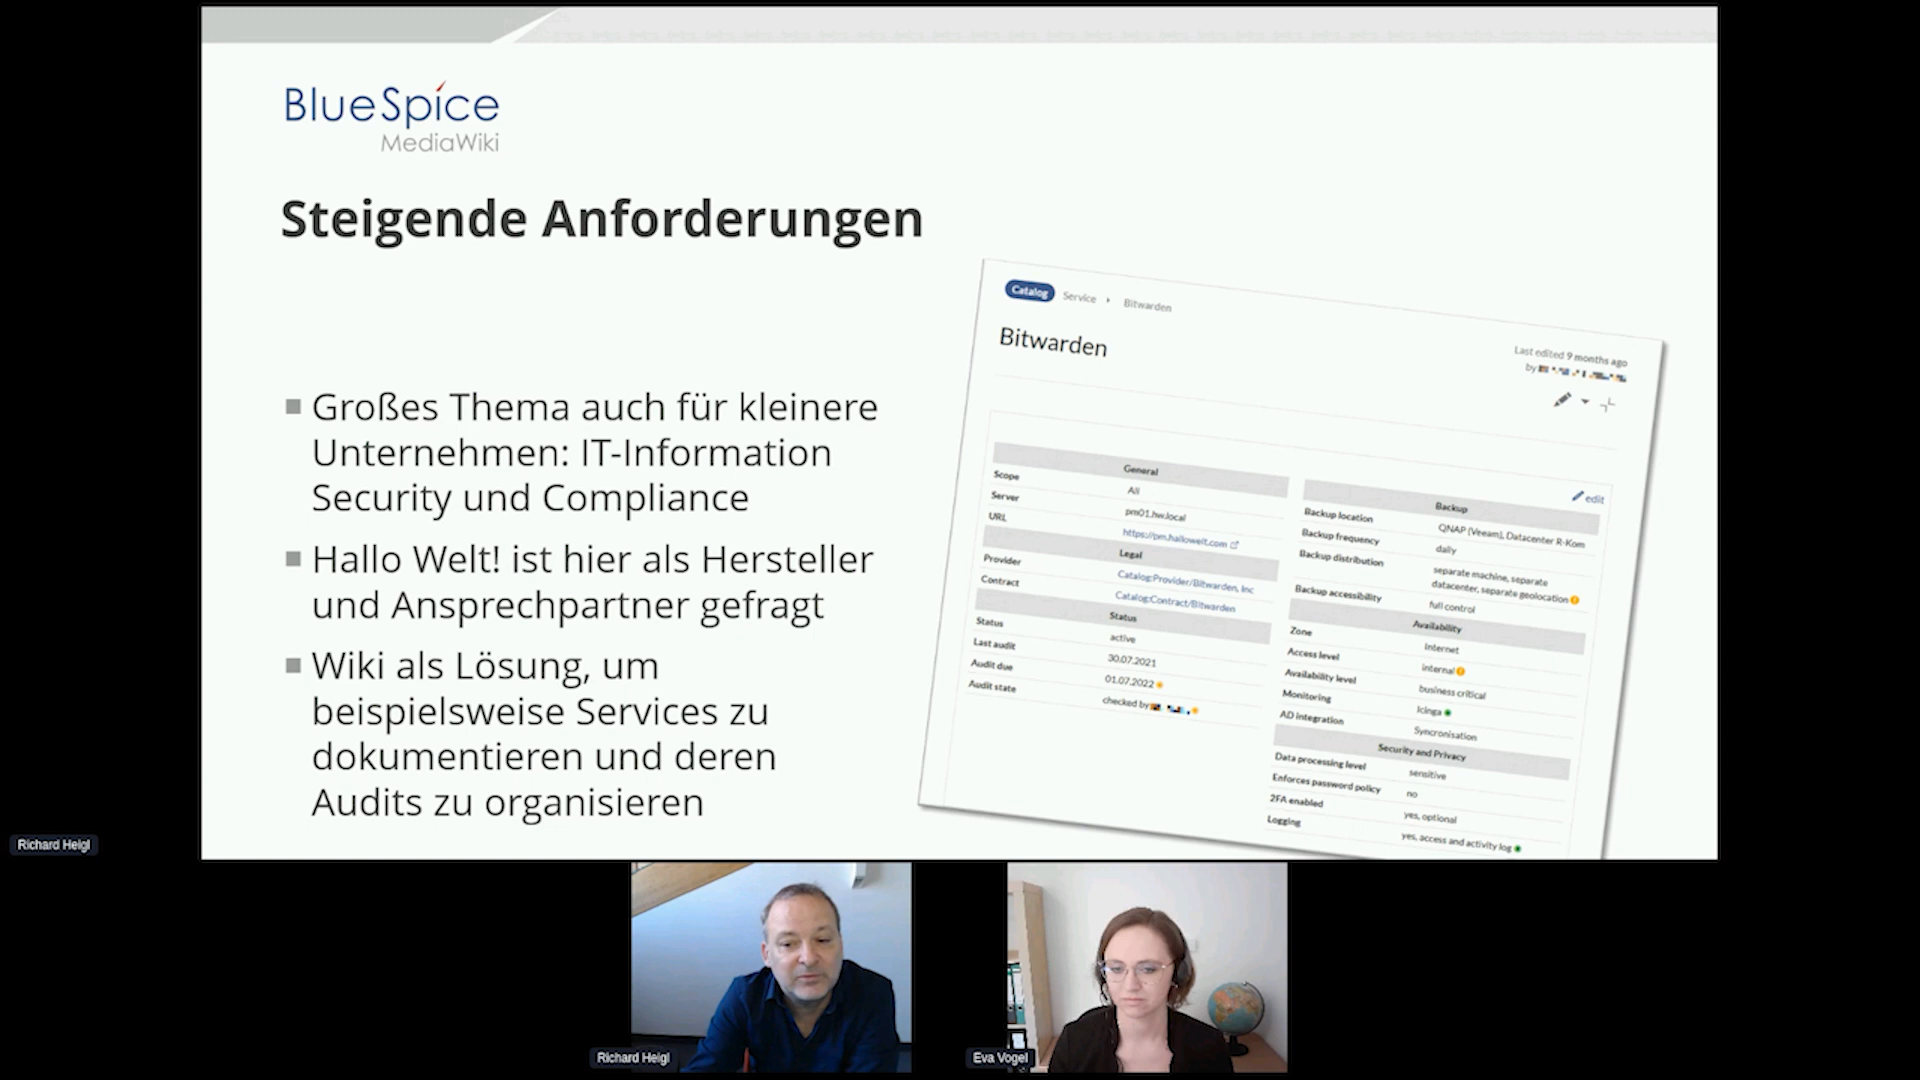 BlueSpice
MediaWiki
Steigende Anforderungen
Großes Thema auch für kleinere
Unternehmen: IT-Information
Security und Compliance
Hallo Welt! ist hier als Hersteller
und Ansprechpartner gefragt
Wiki als Lösung, um
beispielsweise Services zu
dokumentieren und deren
Audits zu organisieren
Catalog Service Bitwarden
Bitwarden
Last edited 9 months ago
by
General
Scope All
Server pm01.hw.local
URL https://pm.hallowelt.com
Legal
Provider Catalog:Provider/Bitwarden, Inc
Contract Catalog:Contract/Bitwarden
Status
Status active
Last audit 30.07.2021
Audit due 01.07.2022
Audit state checked by
edit
Backup
Backup location QNAP (Veeam), Datacenter R-Kom
Backup frequency daily
Backup distribution separate machine, separate
datacenter, separate geolocation
Backup accessibility full control
Availability
Zone Internet
Access level internal
Availability level business critical
Monitoring Icinga
AD integration Syncronisation
Security and Privacy
Data processing level sensitive
Enforces password policy no
2FA enabled yes, optional
Logging yes, access and activity log
Richard Heigl
Richard Heigl
Eva Vogel